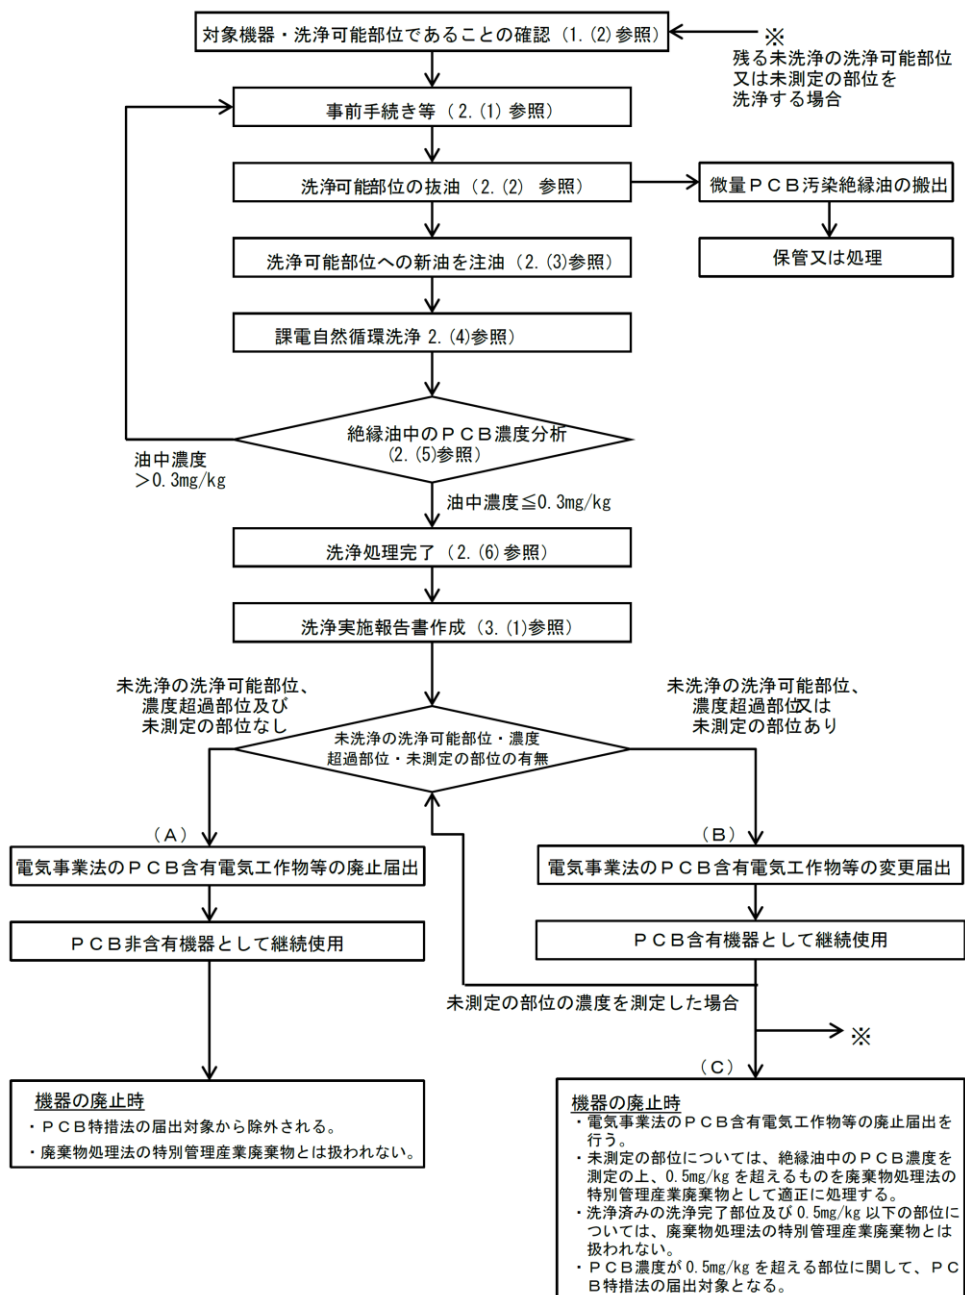 対象機器・洗浄可能部位であることの確認（1.(2)参照）
※
残る未洗浄の洗浄可能部位
又は未測定の部位を
洗浄する場合
事前手続き等（2.(1)参照）
洗浄可能部位の抜油（2.(2) 参照）
微量ＰＣＢ汚染絶縁油の搬出
洗浄可能部位への新油を注油（2.(3)参照）
保管又は処理
課電自然循環洗浄 2.(4)参照）
絶縁油中のＰＣＢ濃度分析
(2.(5)参照）
油中濃度
＞0.3mg/kg
油中濃度≦0.3mg/kg
洗浄処理完了（2.(6)参照）
洗浄実施報告書作成（3.(1)参照）
未洗浄の洗浄可能部位、
濃度超過部位及び
未測定の部位なし
未洗浄の洗浄可能部位、
濃度超過部位又は
未測定の部位あり
未洗浄の洗浄可能部位・濃度
超過部位・未測定の部位の有無
（A）
（B）
電気事業法のＰＣＢ含有電気工作物等の廃止届出
電気事業法のＰＣＢ含有電気工作物等の変更届出
ＰＣＢ非含有機器として継続使用
ＰＣＢ含有機器として継続使用
未測定の部位の濃度を測定した場合
※
（C）
機器の廃止時
・ＰＣＢ特措法の届出対象から除外される。
・廃棄物処理法の特別管理産業廃棄物とは扱われない。
機器の廃止時
・電気事業法のＰＣＢ含有電気工作物等の廃止届出を
行う。
・未測定の部位については、絶縁油中のＰＣＢ濃度を
測定の上、0.5mg/kg を超えるものを廃棄物処理法の
特別管理産業廃棄物として適正に処理する。
・洗浄済みの洗浄完了部位及び 0.5mg/kg 以下の部位に
ついては、廃棄物処理法の特別管理産業廃棄物とは
扱われない。
・ＰＣＢ濃度が 0.5mg/kg を超える部位に関して、ＰＣ
Ｂ特措法の届出対象となる。